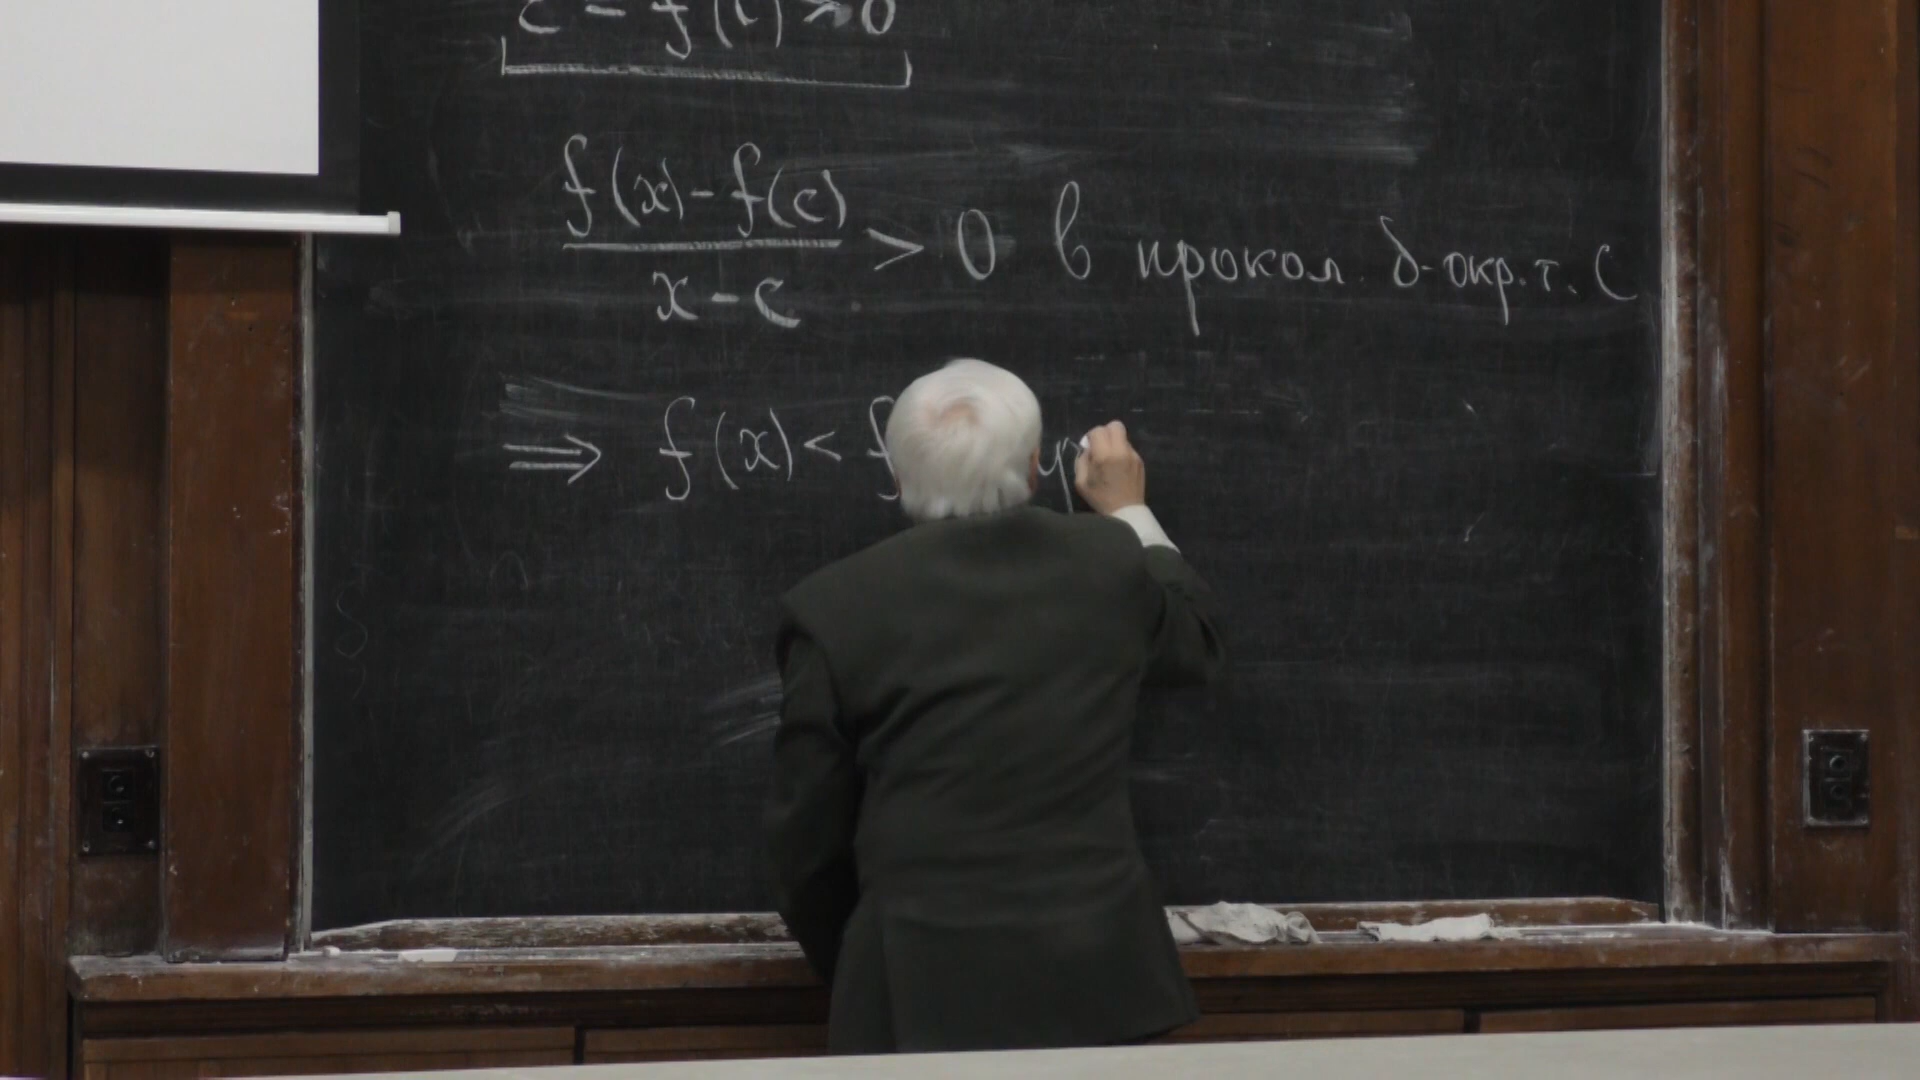 ε = f'(c) > 0
f(x) - f(c) / x - c > 0 в прокол. δ-окр. т. c
⇒ f(x) < f